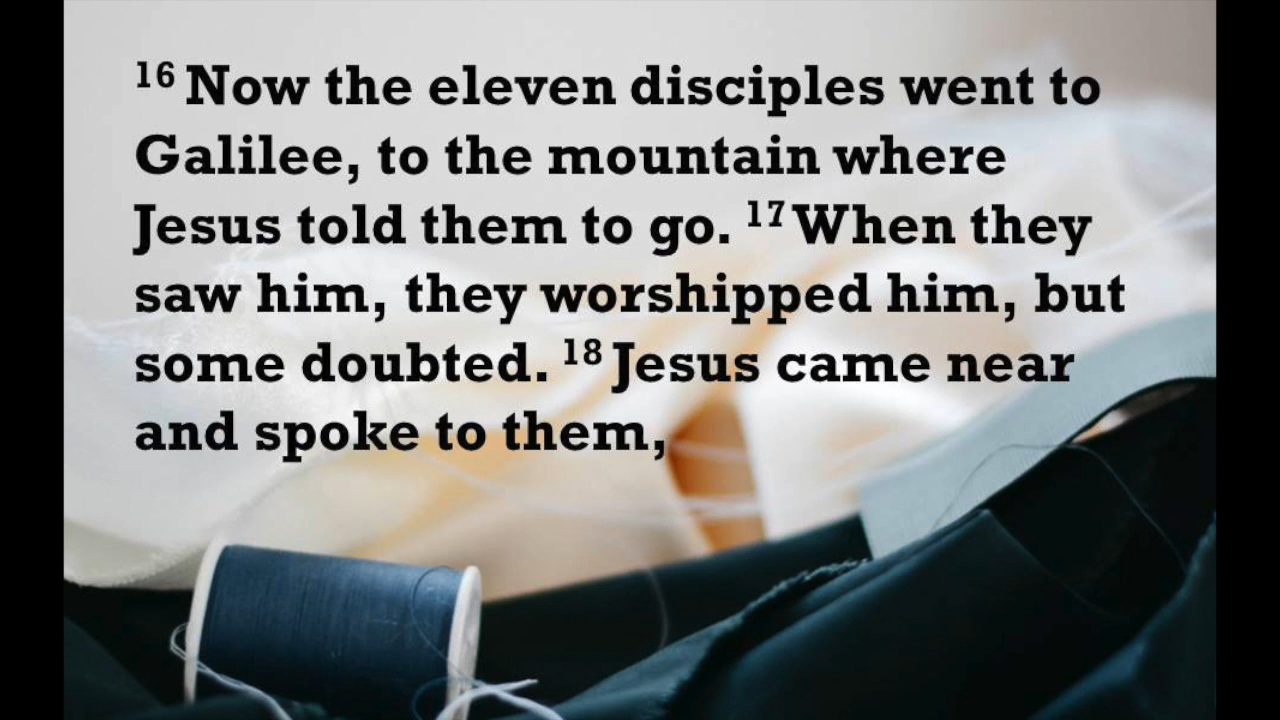 16 Now the eleven disciples went to
Galilee, to the mountain where
Jesus told them to go. 17 When they
saw him, they worshipped him, but
some doubted. 18 Jesus came near
and spoke to them,